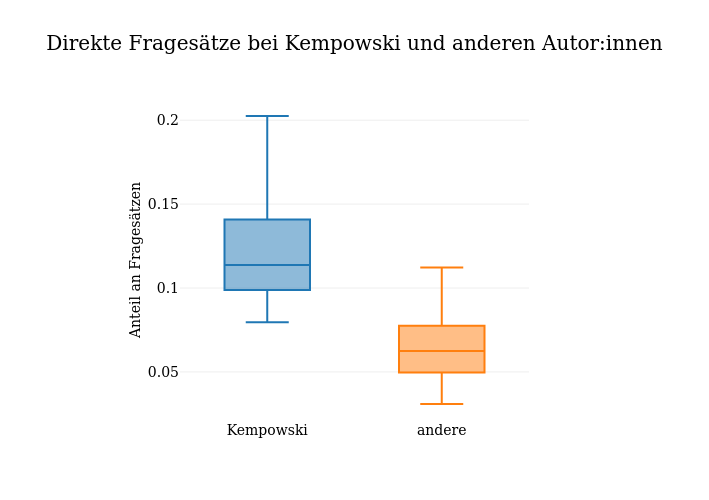 Direkte Fragesätze bei Kempowski und anderen Autor:innen
Anteil an Fragesätzen
0.2
0.15
0.1
0.05
Kempowski
andere